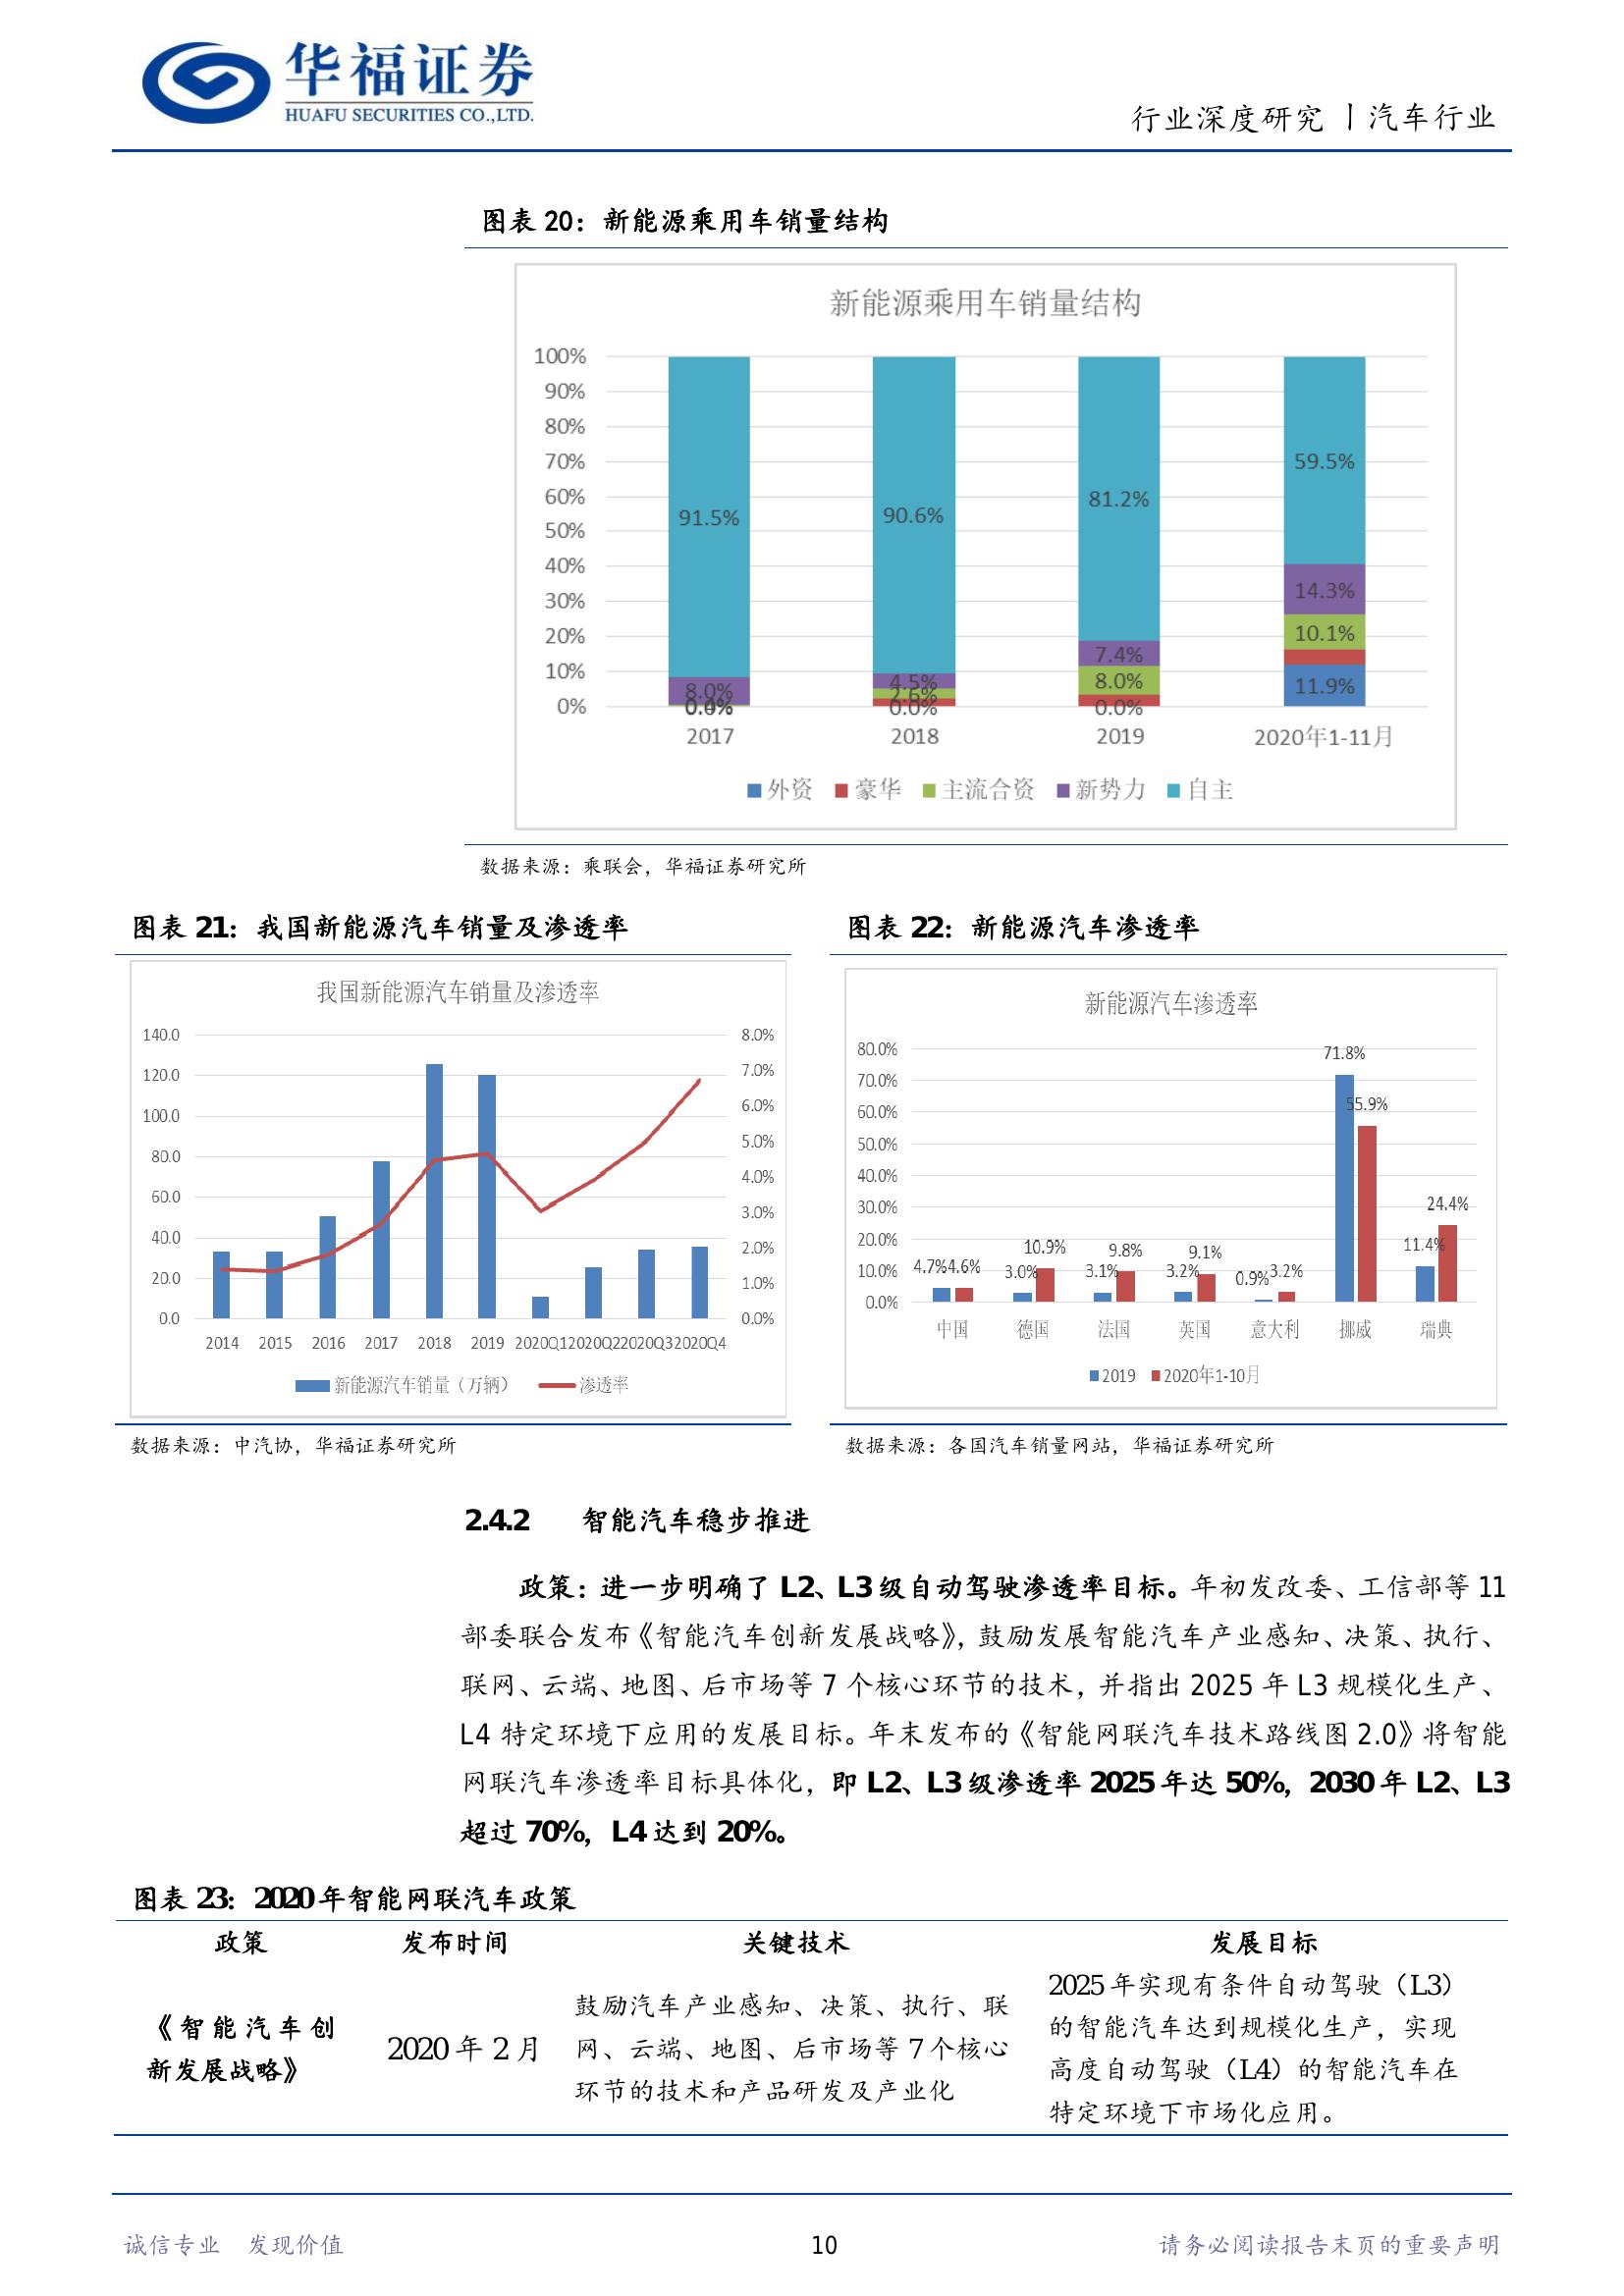 华福证券
HUAFU SECURITIES CO.,LTD.
行业深度研究 丨汽车行业
图表 20：新能源乘用车销量结构
新能源乘用车销量结构
100%
90%
80%
70%
60%
50%
40%
30%
20%
10%
0%
91.5%
8.0%
0.0%
90.6%
4.5%
2.6%
0.0%
81.2%
7.4%
8.0%
0.0%
59.5%
14.3%
10.1%
11.9%
2017 2018 2019 2020年1-11月
外资 豪华 主流合资 新势力 自主
数据来源：乘联会，华福证券研究所
图表 21：我国新能源汽车销量及渗透率
我国新能源汽车销量及渗透率
140.0
120.0
100.0
80.0
60.0
40.0
20.0
0.0
8.0%
7.0%
6.0%
5.0%
4.0%
3.0%
2.0%
1.0%
0.0%
2014 2015 2016 2017 2018 2019 2020Q12020Q22020Q32020Q4
新能源汽车销量（万辆） 渗透率
数据来源：中汽协，华福证券研究所
图表 22：新能源汽车渗透率
新能源汽车渗透率
80.0%
70.0%
60.0%
50.0%
40.0%
30.0%
20.0%
10.0%
0.0%
4.7%4.6%
3.0%
10.9%
3.1%
9.8%
3.2%
9.1%
0.9%
3.2%
71.8%
55.9%
11.4%
24.4%
中国 德国 法国 英国 意大利 挪威 瑞典
2019 2020年1-10月
数据来源：各国汽车销量网站，华福证券研究所
2.4.2 智能汽车稳步推进
政策：进一步明确了 L2、L3 级自动驾驶渗透率目标。年初发改委、工信部等 11
部委联合发布《智能汽车创新发展战略》，鼓励发展智能汽车产业感知、决策、执行、
联网、云端、地图、后市场等 7 个核心环节的技术，并指出 2025 年 L3 规模化生产、
L4 特定环境下应用的发展目标。年末发布的《智能网联汽车技术路线图 2.0》将智能
网联汽车渗透率目标具体化，即 L2、L3 级渗透率 2025 年达 50%，2030 年 L2、L3
超过 70%，L4 达到 20%。
图表 23：2020 年智能网联汽车政策
政策 发布时间 关键技术 发展目标
《智能汽车创
新发展战略》
2020 年 2 月
鼓励汽车产业感知、决策、执行、联
网、云端、地图、后市场等 7 个核心
环节的技术和产品研发及产业化
2025 年实现有条件自动驾驶（L3）
的智能汽车达到规模化生产，实现
高度自动驾驶（L4）的智能汽车在
特定环境下市场化应用。
诚信专业 发现价值
10
请务必阅读报告末页的重要声明